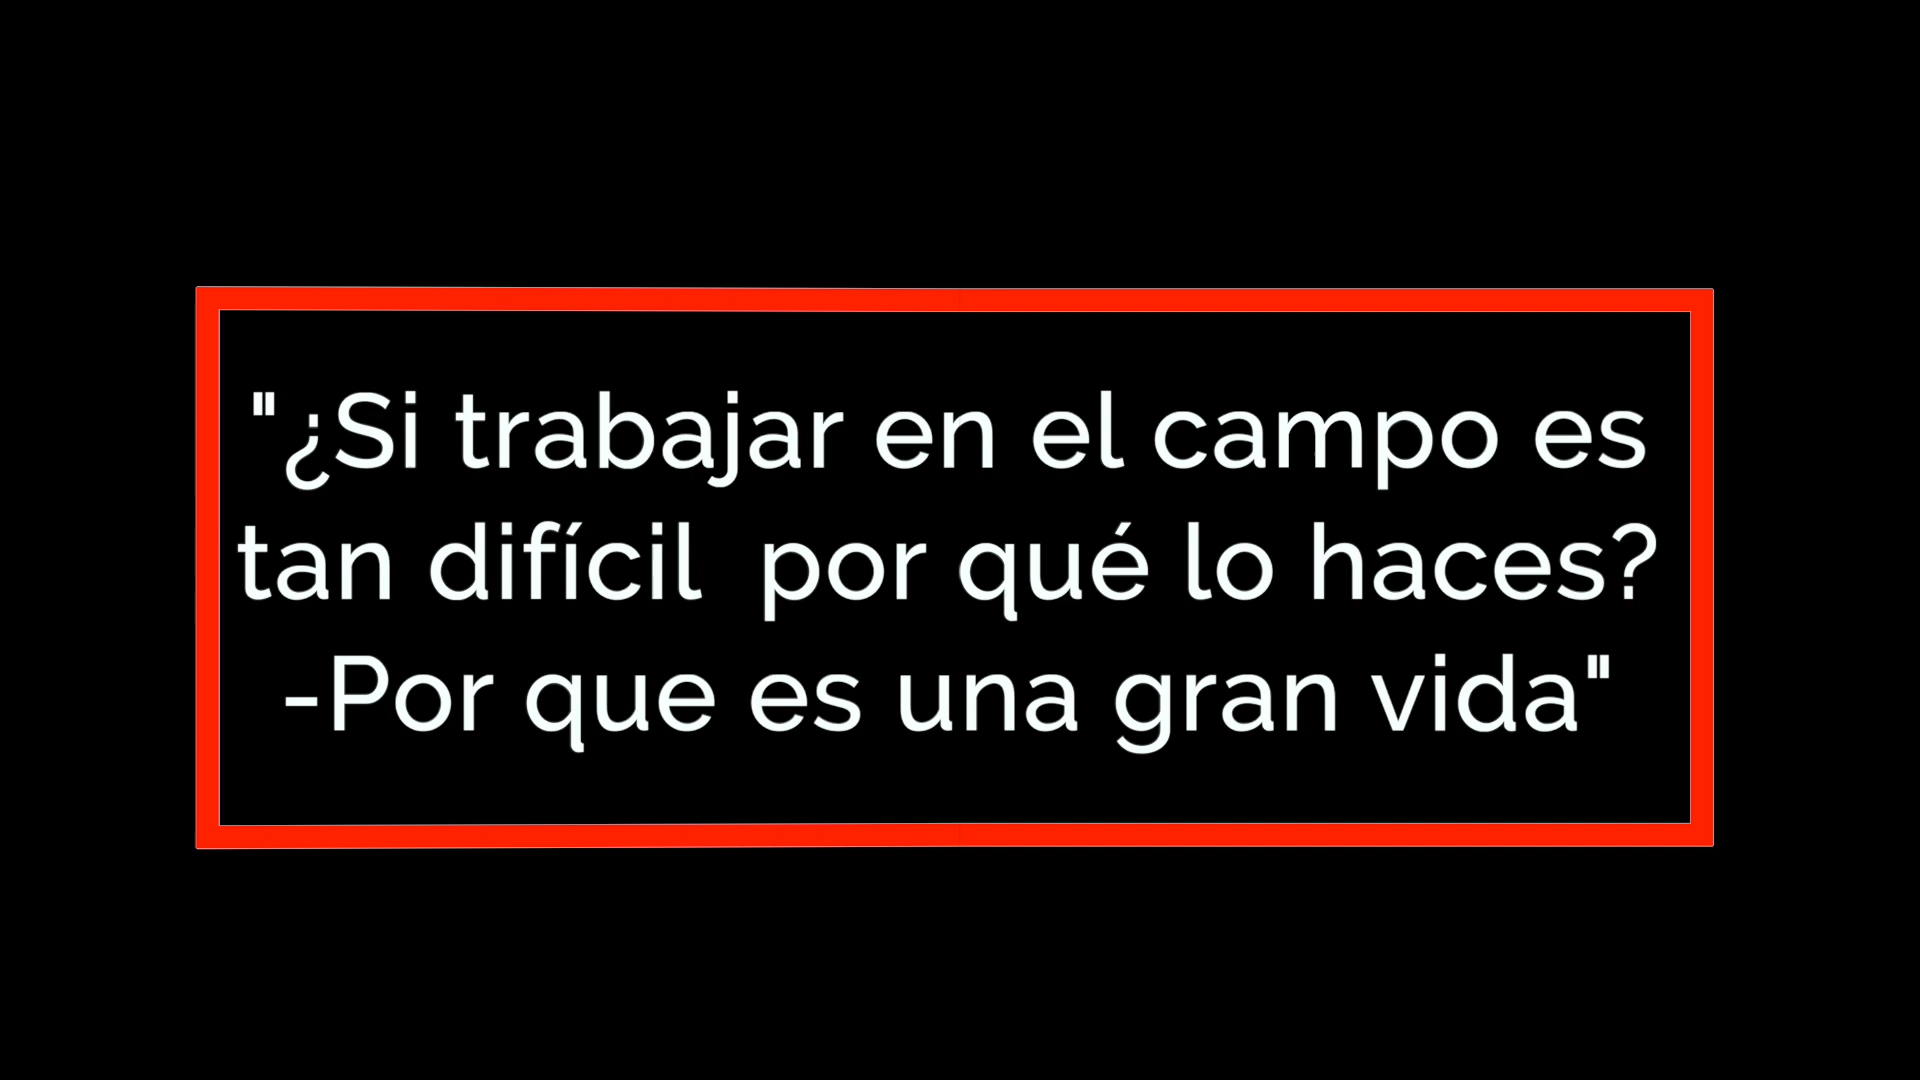 "¿Si trabajar en el campo es
tan difícil  por qué lo haces?
-Por que es una gran vida"